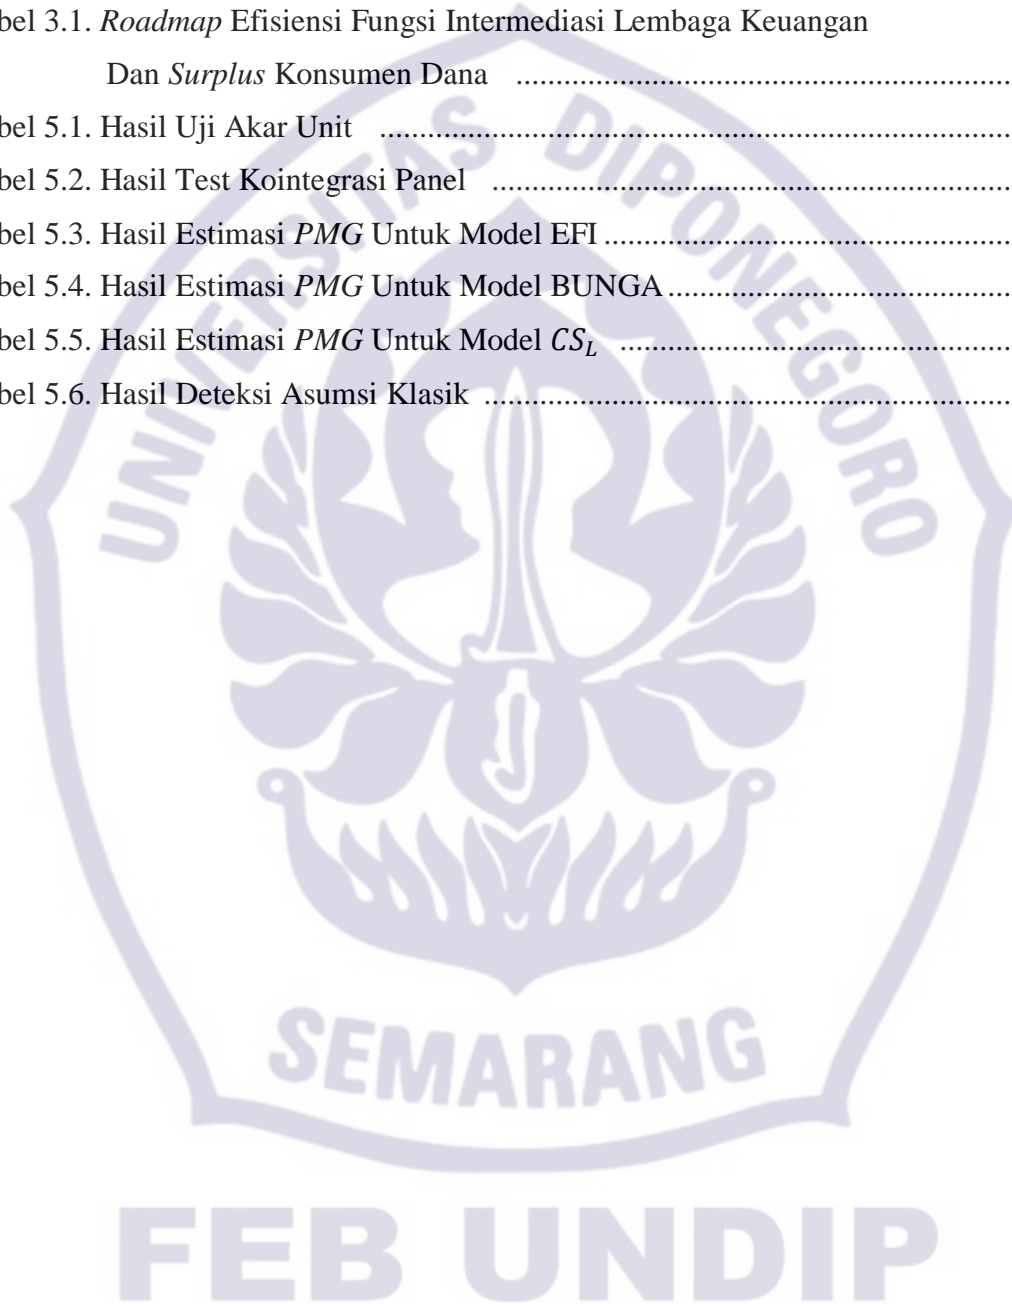 bel 3.1. Roadmap Efisiensi Fungsi Intermediasi Lembaga Keuangan
Dan Surplus Konsumen Dana ................................................................
bel 5.1. Hasil Uji Akar Unit ................................................................
bel 5.2. Hasil Test Kointegrasi Panel ................................................................
bel 5.3. Hasil Estimasi PMG Untuk Model EFI ................................................................
bel 5.4. Hasil Estimasi PMG Untuk Model BUNGA ................................................................
bel 5.5. Hasil Estimasi PMG Untuk Model CS_L ................................................................
bel 5.6. Hasil Deteksi Asumsi Klasik ................................................................
UNIVERSITAS DIPONEGORO
SEMARANG
FEB UNDIP